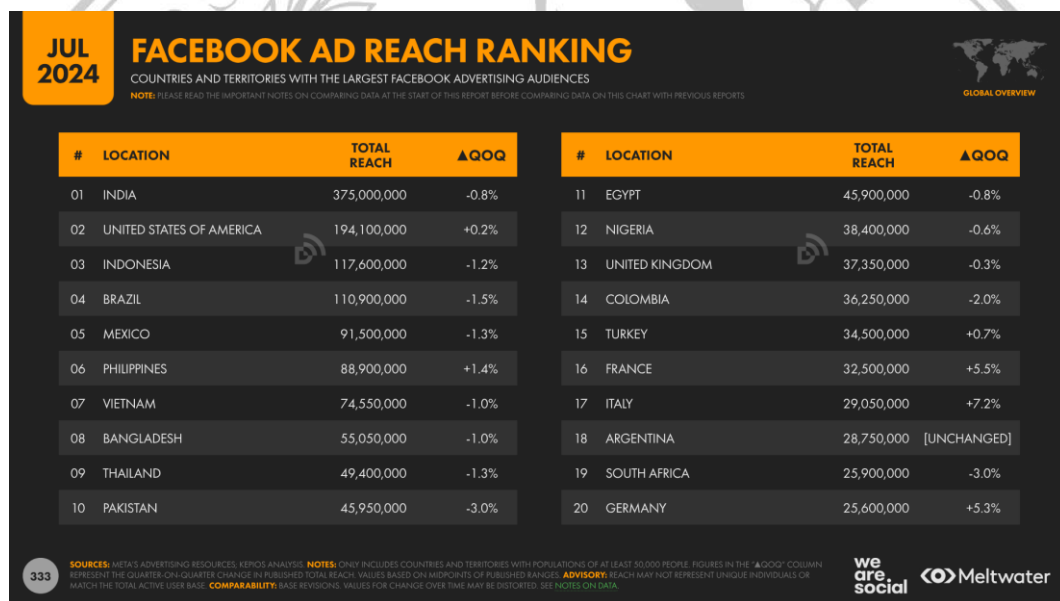 JUL
2024
FACEBOOK AD REACH RANKING
COUNTRIES AND TERRITORIES WITH THE LARGEST FACEBOOK ADVERTISING AUDIENCES
NOTE: PLEASE READ THE IMPORTANT NOTES ON COMPARING DATA AT THE START OF THIS REPORT BEFORE COMPARING DATA ON THIS CHART WITH PREVIOUS REPORTS
GLOBAL OVERVIEW
# LOCATION TOTAL REACH ▲QOQ
01 INDIA 375,000,000 -0.8%
02 UNITED STATES OF AMERICA 194,100,000 +0.2%
03 INDONESIA 117,600,000 -1.2%
04 BRAZIL 110,900,000 -1.5%
05 MEXICO 91,500,000 -1.3%
06 PHILIPPINES 88,900,000 +1.4%
07 VIETNAM 74,550,000 -1.0%
08 BANGLADESH 55,050,000 -1.0%
09 THAILAND 49,400,000 -1.3%
10 PAKISTAN 45,950,000 -3.0%
# LOCATION TOTAL REACH ▲QOQ
11 EGYPT 45,900,000 -0.8%
12 NIGERIA 38,400,000 -0.6%
13 UNITED KINGDOM 37,350,000 -0.3%
14 COLOMBIA 36,250,000 -2.0%
15 TURKEY 34,500,000 +0.7%
16 FRANCE 32,500,000 +5.5%
17 ITALY 29,050,000 +7.2%
18 ARGENTINA 28,750,000 [UNCHANGED]
19 SOUTH AFRICA 25,900,000 -3.0%
20 GERMANY 25,600,000 +5.3%
333
SOURCES: META'S ADVERTISING RESOURCES; KEPIOS ANALYSIS. NOTES: ONLY INCLUDES COUNTRIES AND TERRITORIES WITH POPULATIONS OF AT LEAST 50,000 PEOPLE. FIGURES IN THE "▲QOQ" COLUMN
REPRESENT THE QUARTER-ON-QUARTER CHANGE IN PUBLISHED TOTAL REACH. VALUES BASED ON MIDPOINTS OF PUBLISHED RANGES. ADVISORY: REACH MAY NOT REPRESENT UNIQUE INDIVIDUALS OR
MATCH THE TOTAL ACTIVE USER BASE. COMPARABILITY: BASE REVISIONS. VALUES FOR CHANGE OVER TIME MAY BE DISTORTED. SEE NOTES ON DATA.
we
are.
social
Meltwater